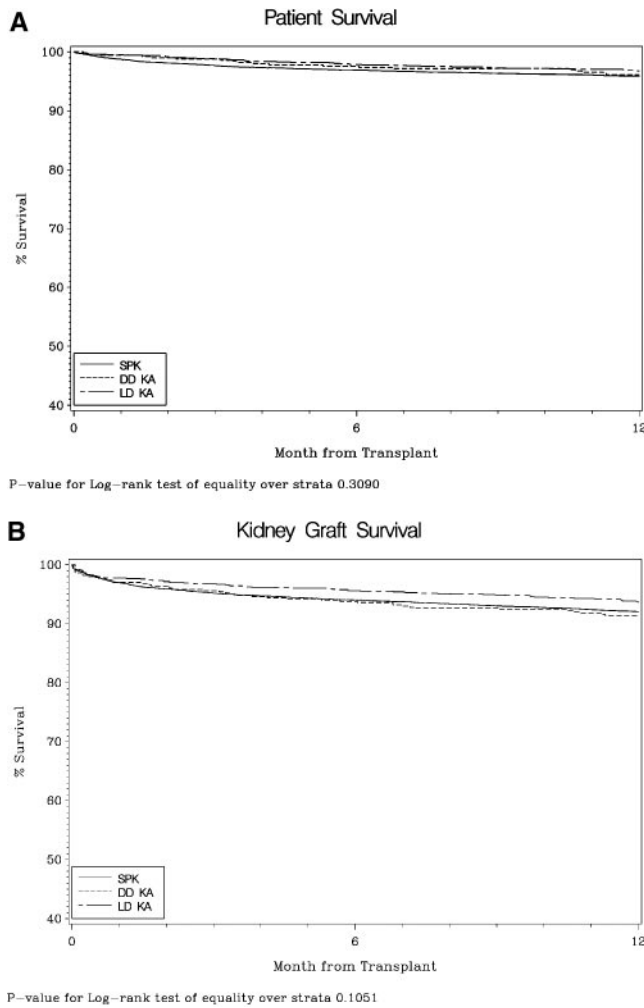 A
Patient Survival
100
90
80
70
60
50
40
% Survival
SPK
DD KA
LD KA
0 6 12
Month from Transplant
P-value for Log-rank test of equality over strata 0.3090
B
Kidney Graft Survival
100
90
80
70
60
50
40
% Survival
SPK
DD KA
LD KA
0 6 12
Month from Transplant
P-value for Log-rank test of equality over strata 0.1051